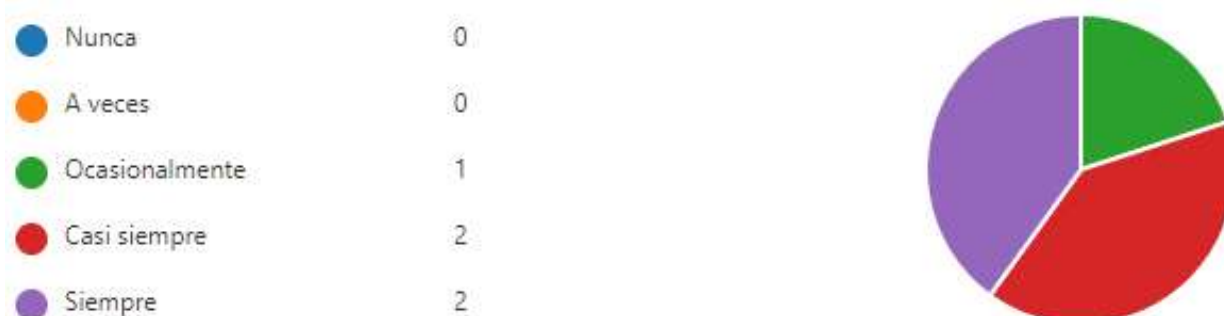 Nunca 0
A veces 0
Ocasionalmente 1
Casi siempre 2
Siempre 2